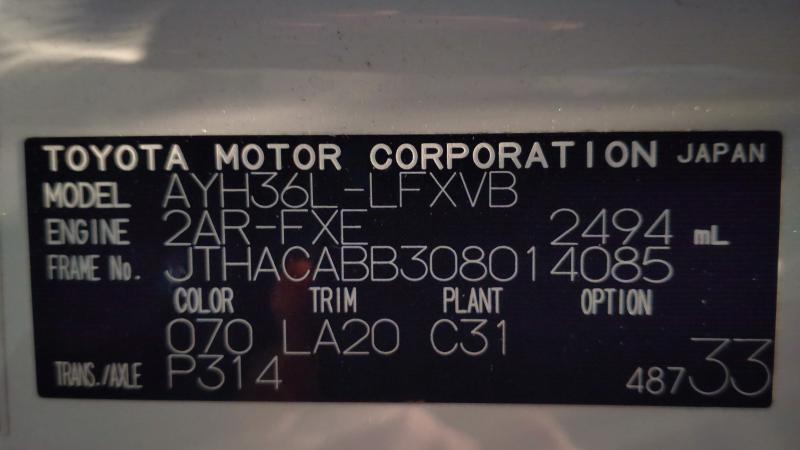 TOYOTA MOTOR CORPORATION JAPAN
MODEL AYH36L-LFXVB
ENGINE 2AR-FXE 2494 mL
FRAME No. JTHACABB308014085
COLOR TRIM PLANT OPTION
070 LA20 C31
TRANS./AXLE P314 48733